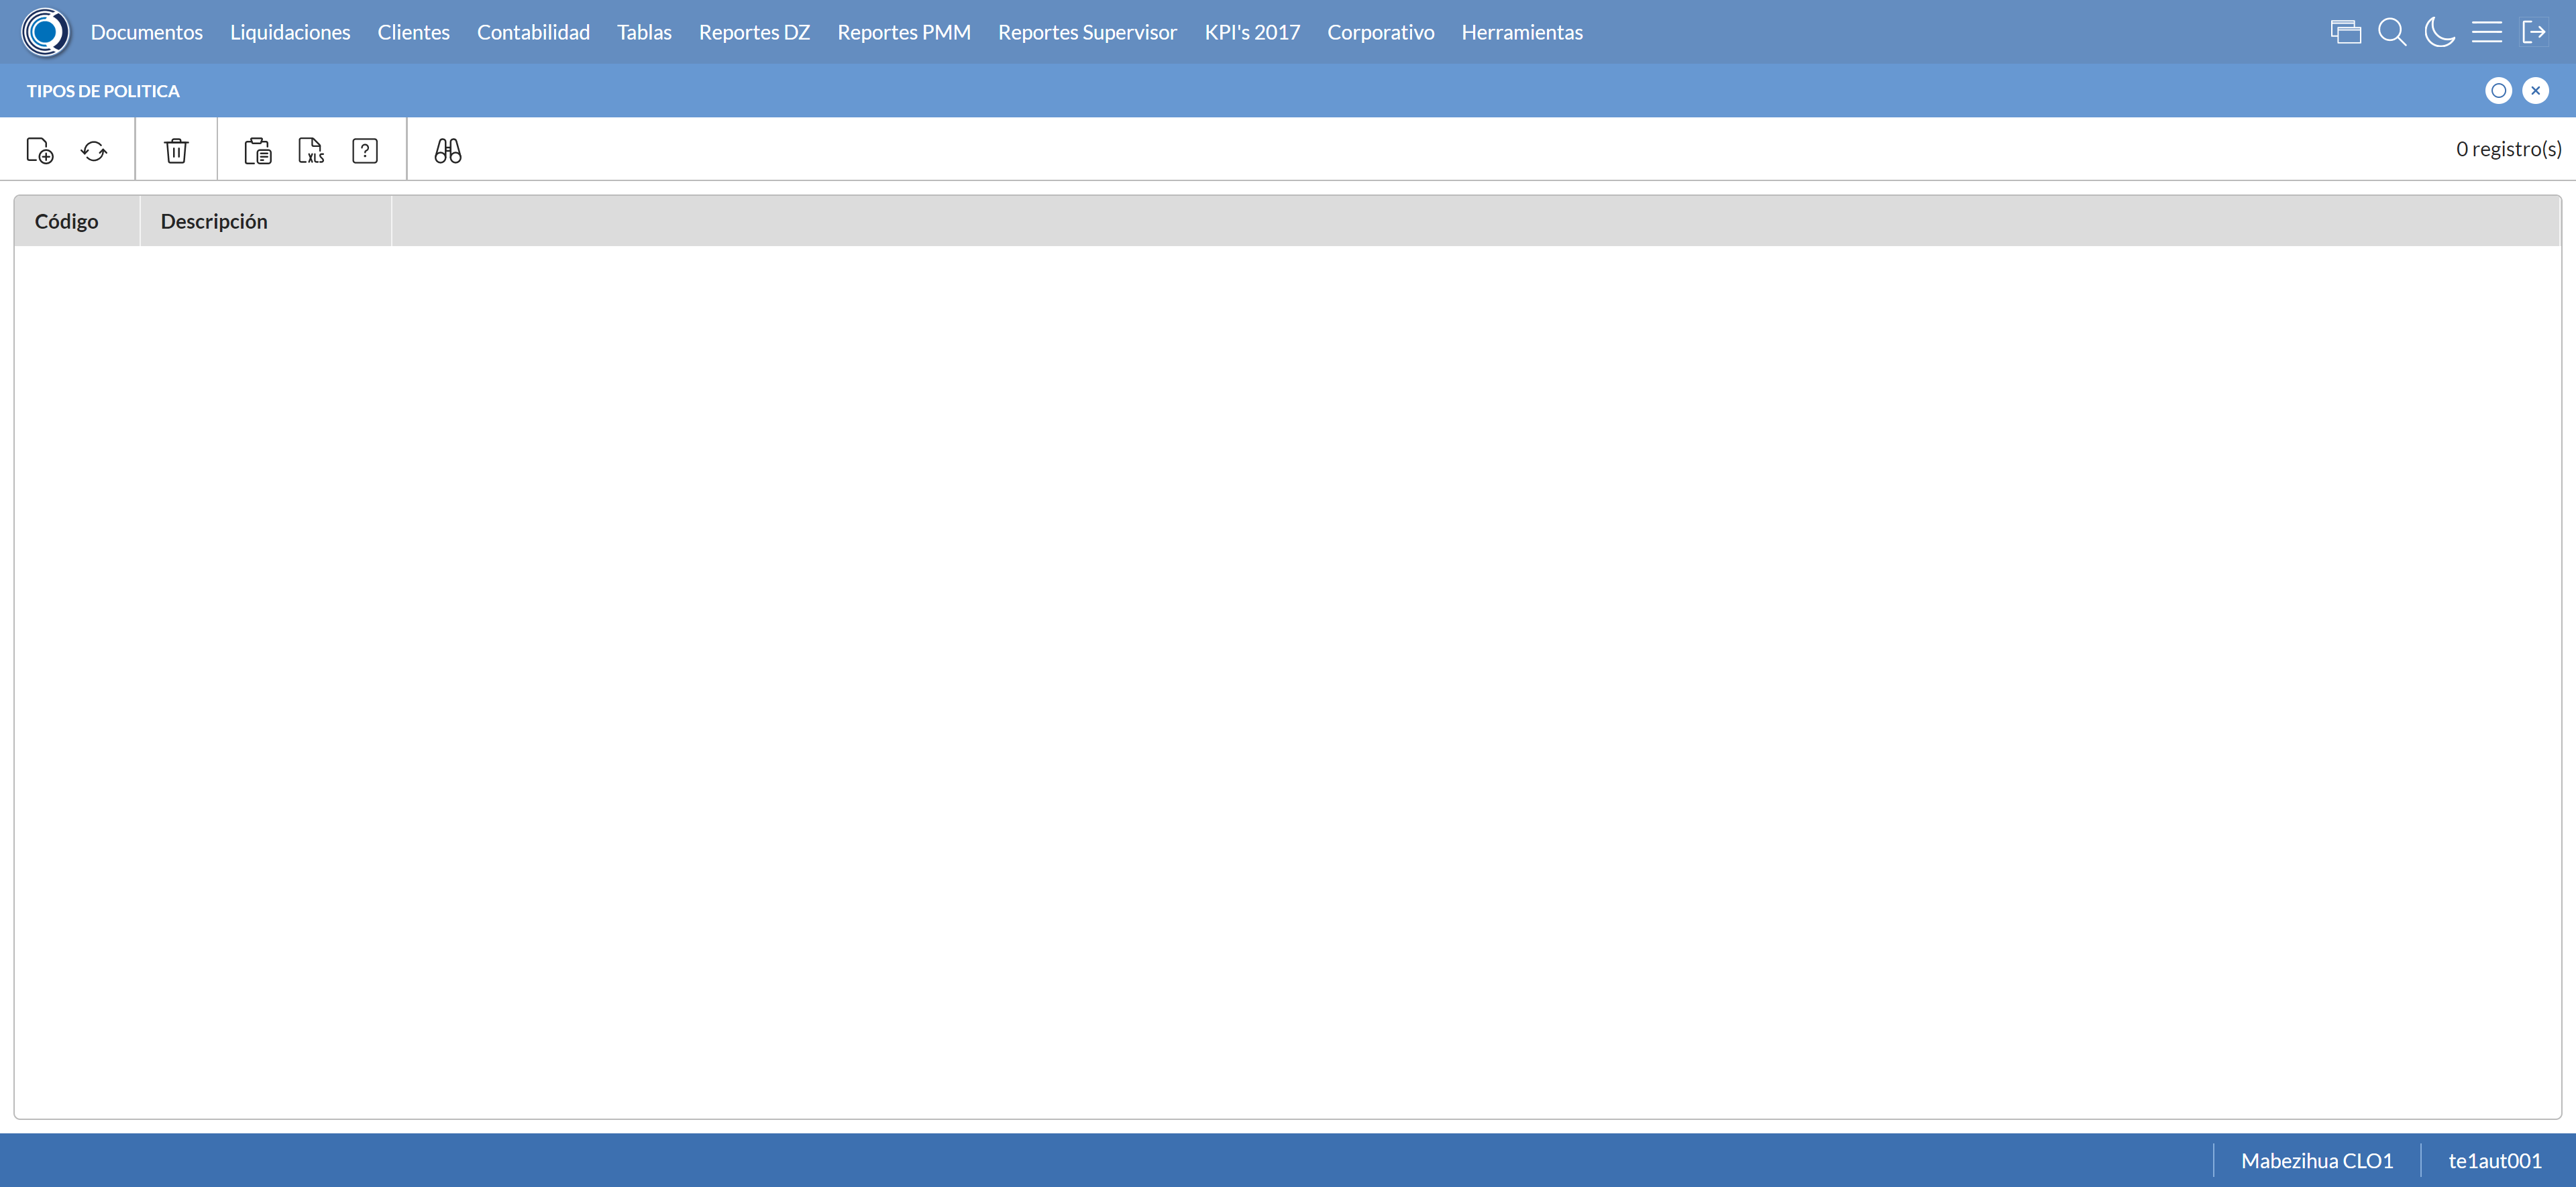 Documentos Liquidaciones Clientes Contabilidad Tablas Reportes DZ Reportes PMM Reportes Supervisor KPI's 2017 Corporativo Herramientas
TIPOS DE POLITICA
XLS ? 0 registro(s)
Código Descripción
Mabezihua CLO1 te1aut001